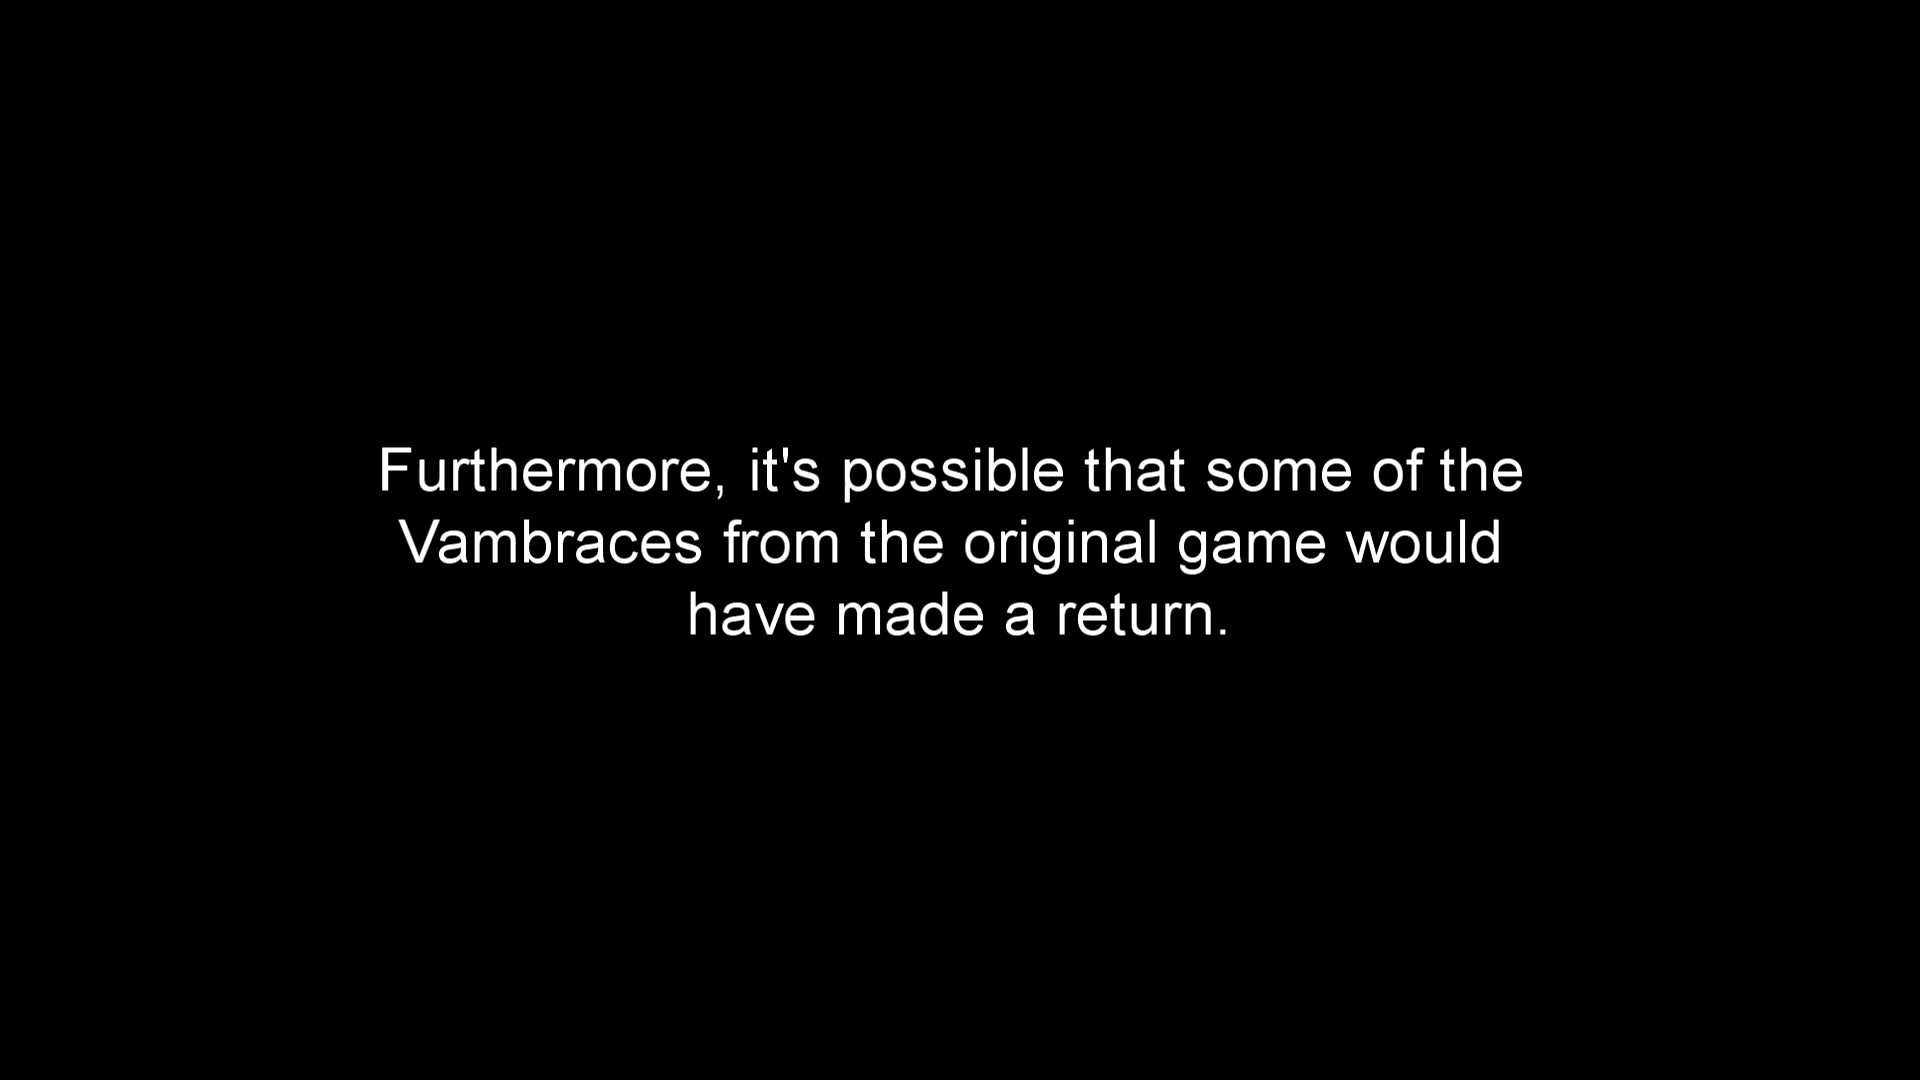 Furthermore, it's possible that some of the
Vambraces from the original game would
have made a return.